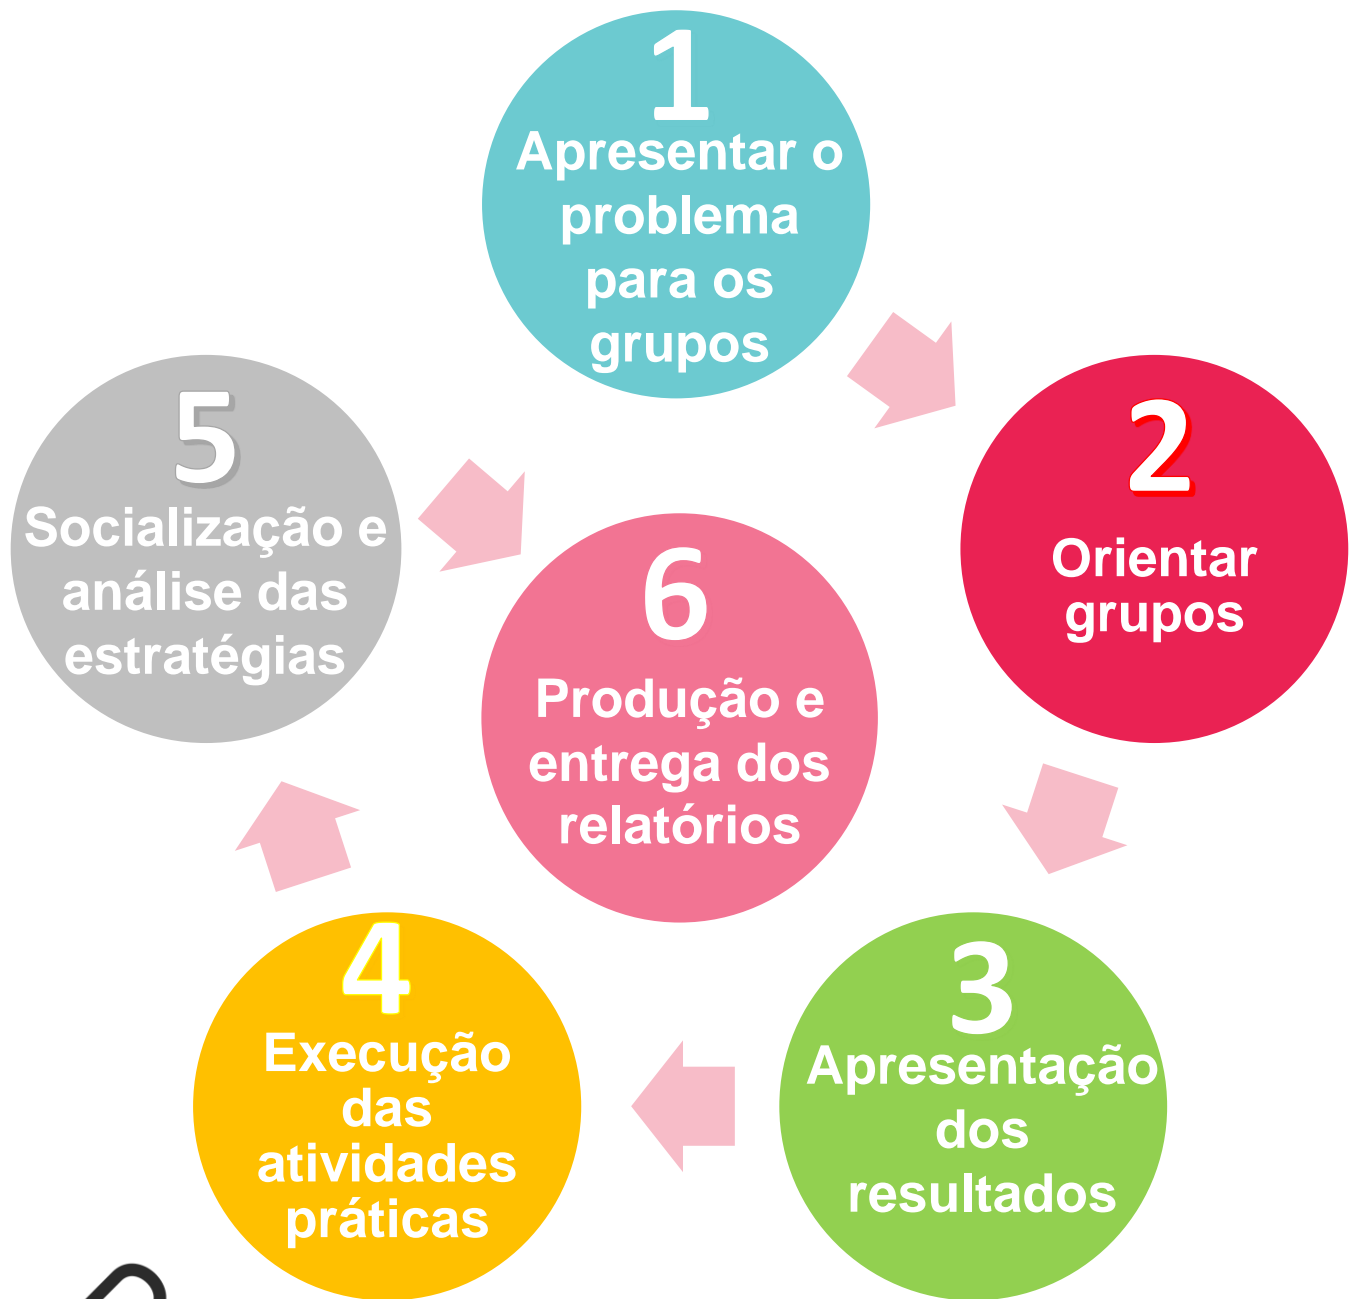 1
Apresentar o
problema
para os
grupos
2
Orientar
grupos
3
Apresentação
dos
resultados
4
Execução
das
atividades
práticas
5
Socialização e
análise das
estratégias
6
Produção e
entrega dos
relatórios